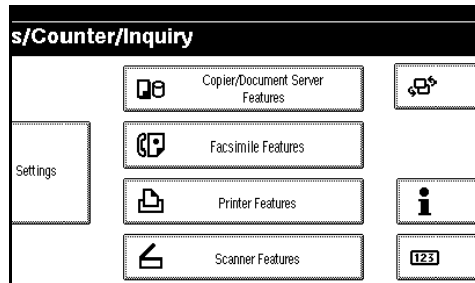 s/Counter/Inquiry
Copier/Document Server
Features
Facsimile Features
Settings
Printer Features
Scanner Features
123